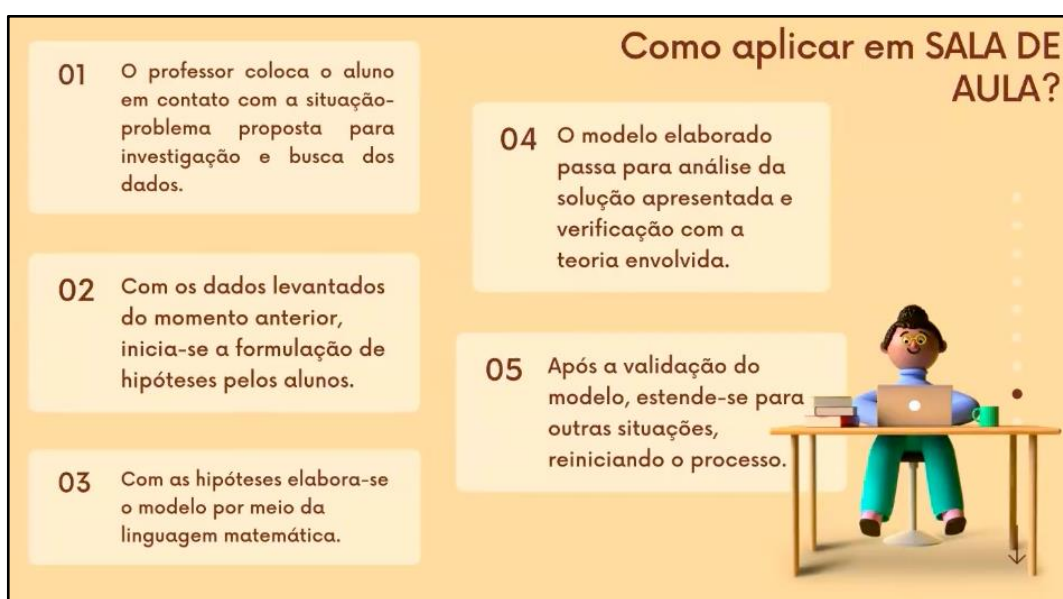 Como aplicar em SALA DE
AULA?
01
O professor coloca o aluno
em contato com a situação-
problema proposta para
investigação e busca dos
dados.
02
Com os dados levantados
do momento anterior,
inicia-se a formulação de
hipóteses pelos alunos.
03
Com as hipóteses elabora-se
o modelo por meio da
linguagem matemática.
04
O modelo elaborado
passa para análise da
solução apresentada e
verificação com a
teoria envolvida.
05
Após a validação do
modelo, estende-se para
outras situações,
reiniciando o processo.